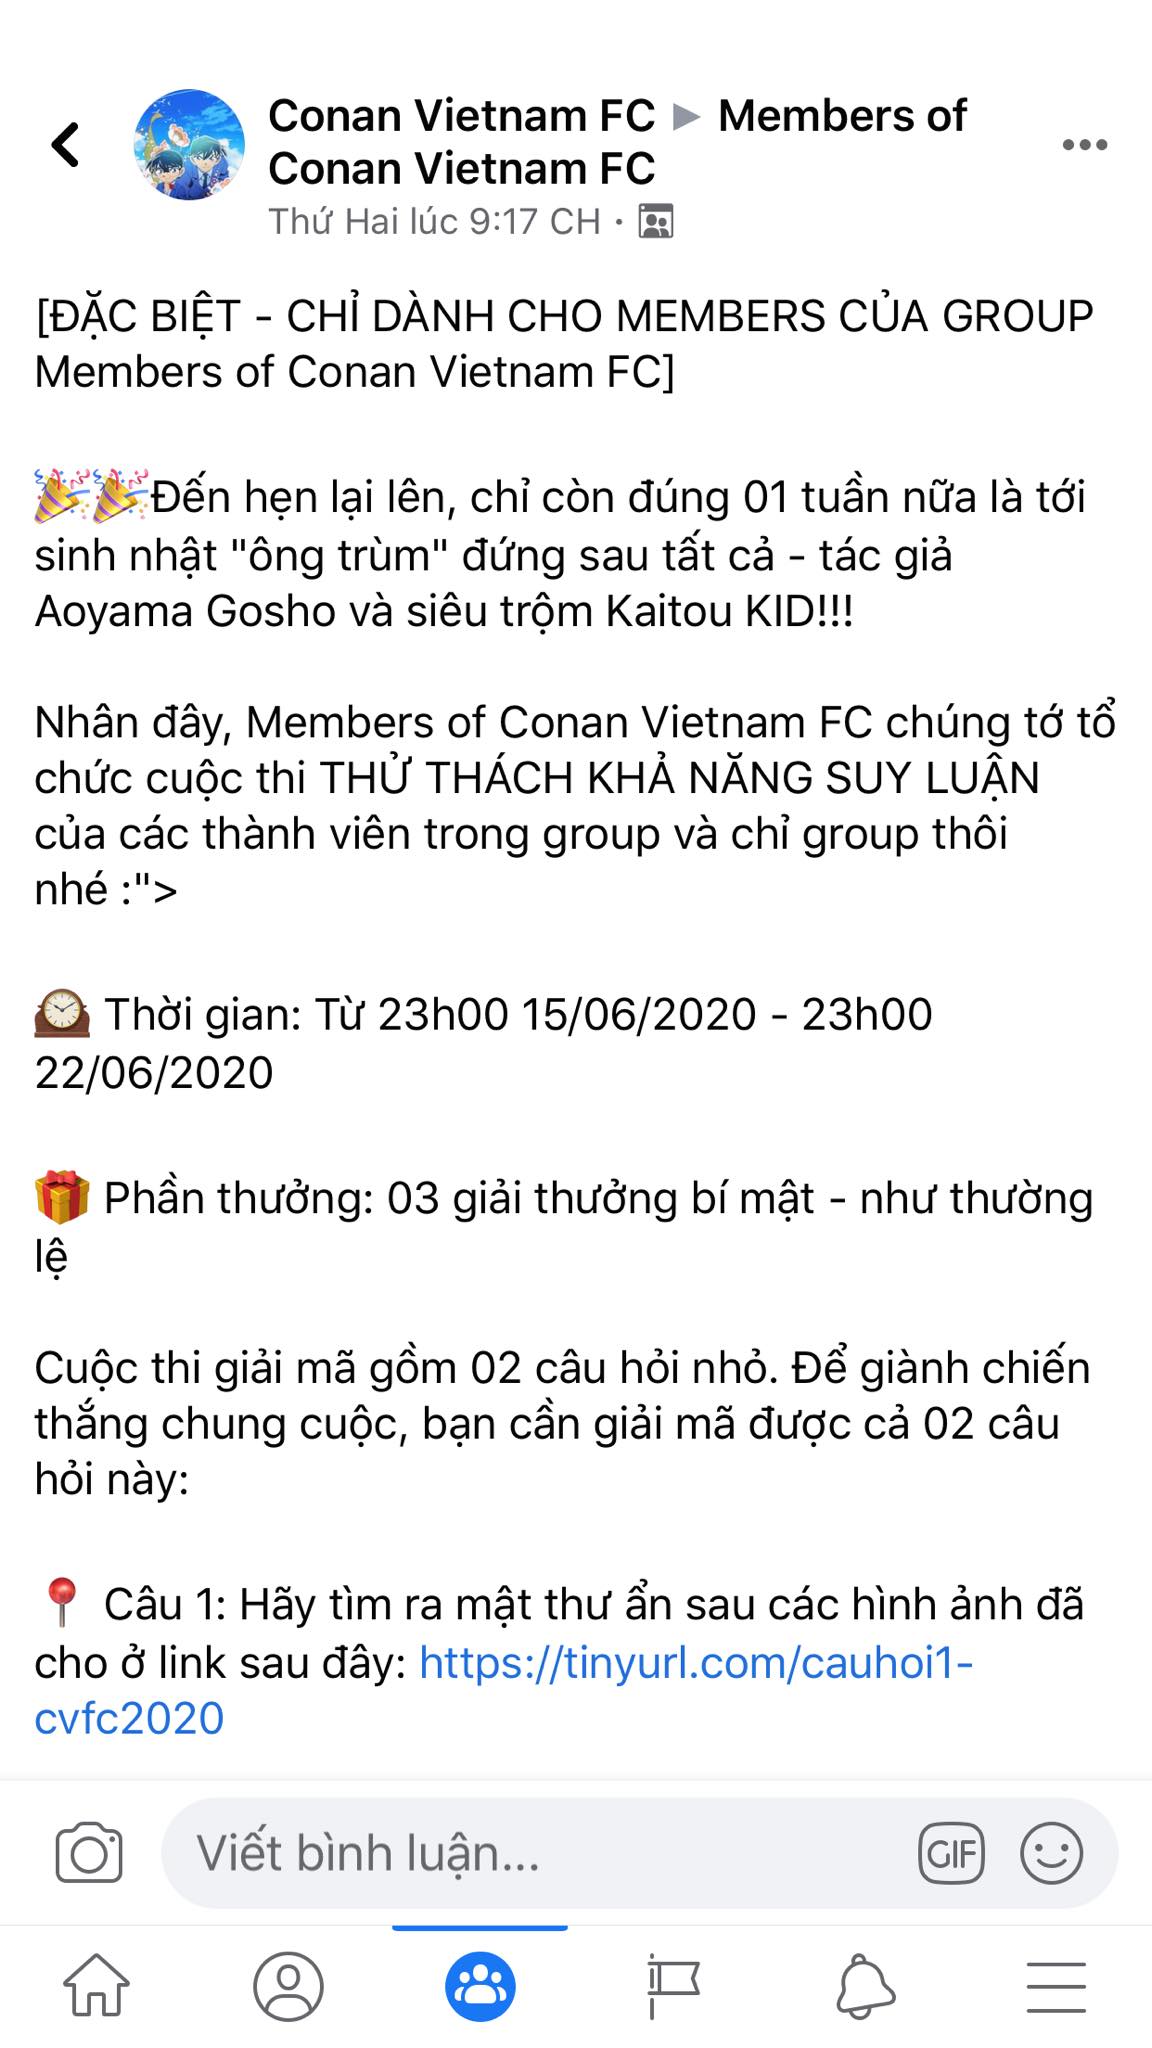 Conan Vietnam FC ▶ Members of
Conan Vietnam FC
Thứ Hai lúc 9:17 CH ·
[ĐẶC BIỆT - CHỈ DÀNH CHO MEMBERS CỦA GROUP
Members of Conan Vietnam FC]
🎉🎉Đến hẹn lại lên, chỉ còn đúng 01 tuần nữa là tới
sinh nhật "ông trùm" đứng sau tất cả - tác giả
Aoyama Gosho và siêu trộm Kaitou KID!!!
Nhân đây, Members of Conan Vietnam FC chúng tớ tổ
chức cuộc thi THỬ THÁCH KHẢ NĂNG SUY LUẬN
của các thành viên trong group và chỉ group thôi
nhé :">
🕰 Thời gian: Từ 23h00 15/06/2020 - 23h00
22/06/2020
🎁 Phần thưởng: 03 giải thưởng bí mật - như thường
lệ
Cuộc thi giải mã gồm 02 câu hỏi nhỏ. Để giành chiến
thắng chung cuộc, bạn cần giải mã được cả 02 câu
hỏi này:
📍 Câu 1: Hãy tìm ra mật thư ẩn sau các hình ảnh đã
cho ở link sau đây: https://tinyurl.com/cauhoi1-
cvfc2020
Viết bình luận...
GIF